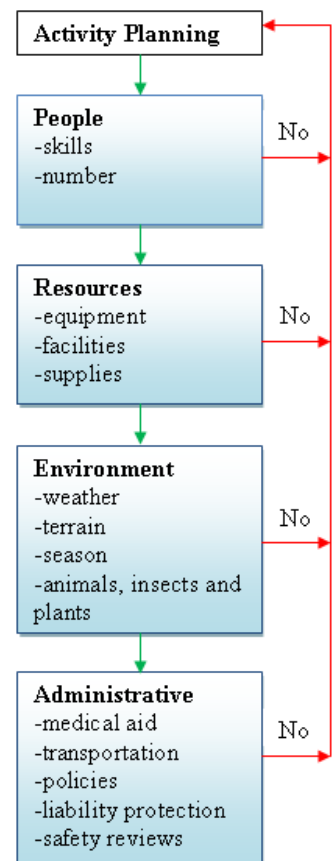 Activity Planning
People
-skills
-number
No
Resources
-equipment
-facilities
-supplies
No
Environment
-weather
-terrain
-season
-animals, insects and
plants
No
Administrative
-medical aid
-transportation
-policies
-liability protection
-safety reviews
No